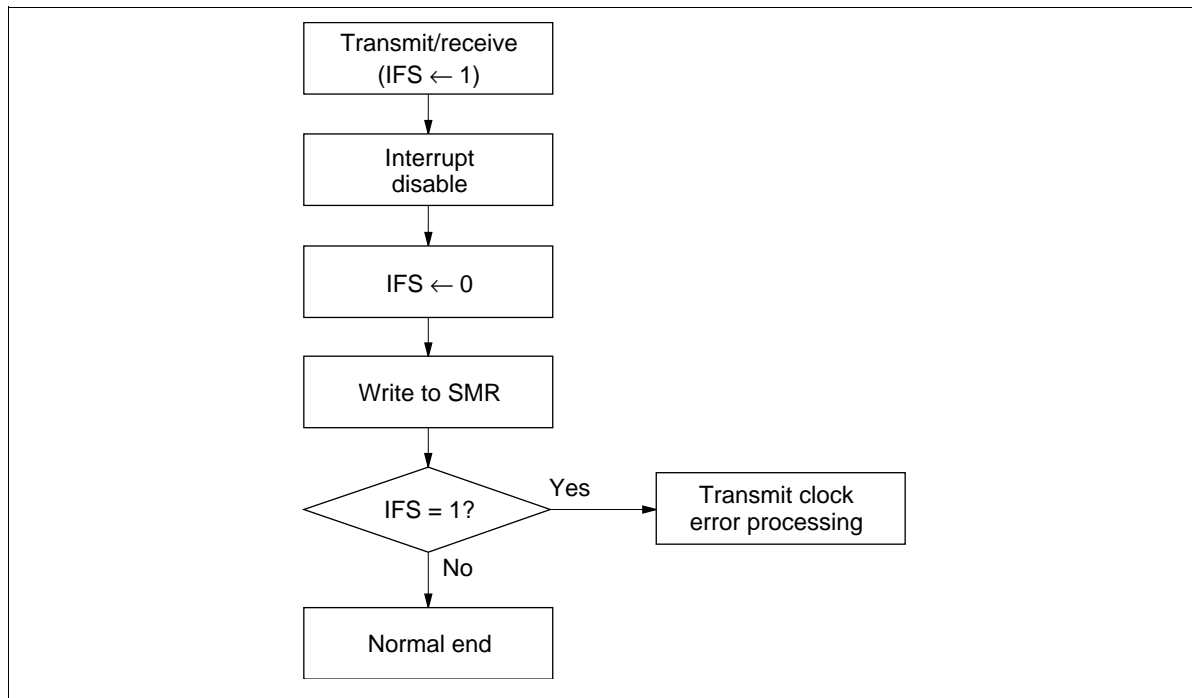 Transmit/receive
(IFS ← 1)
Interrupt
disable
IFS ← 0
Write to SMR
IFS = 1?
Yes
Transmit clock
error processing
No
Normal end